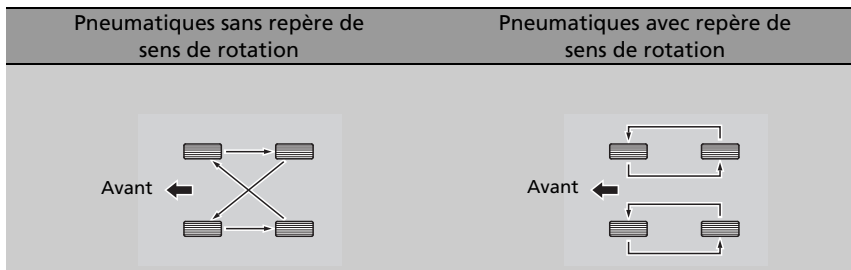 Pneumatiques sans repère de
sens de rotation
Pneumatiques avec repère de
sens de rotation
Avant
Avant